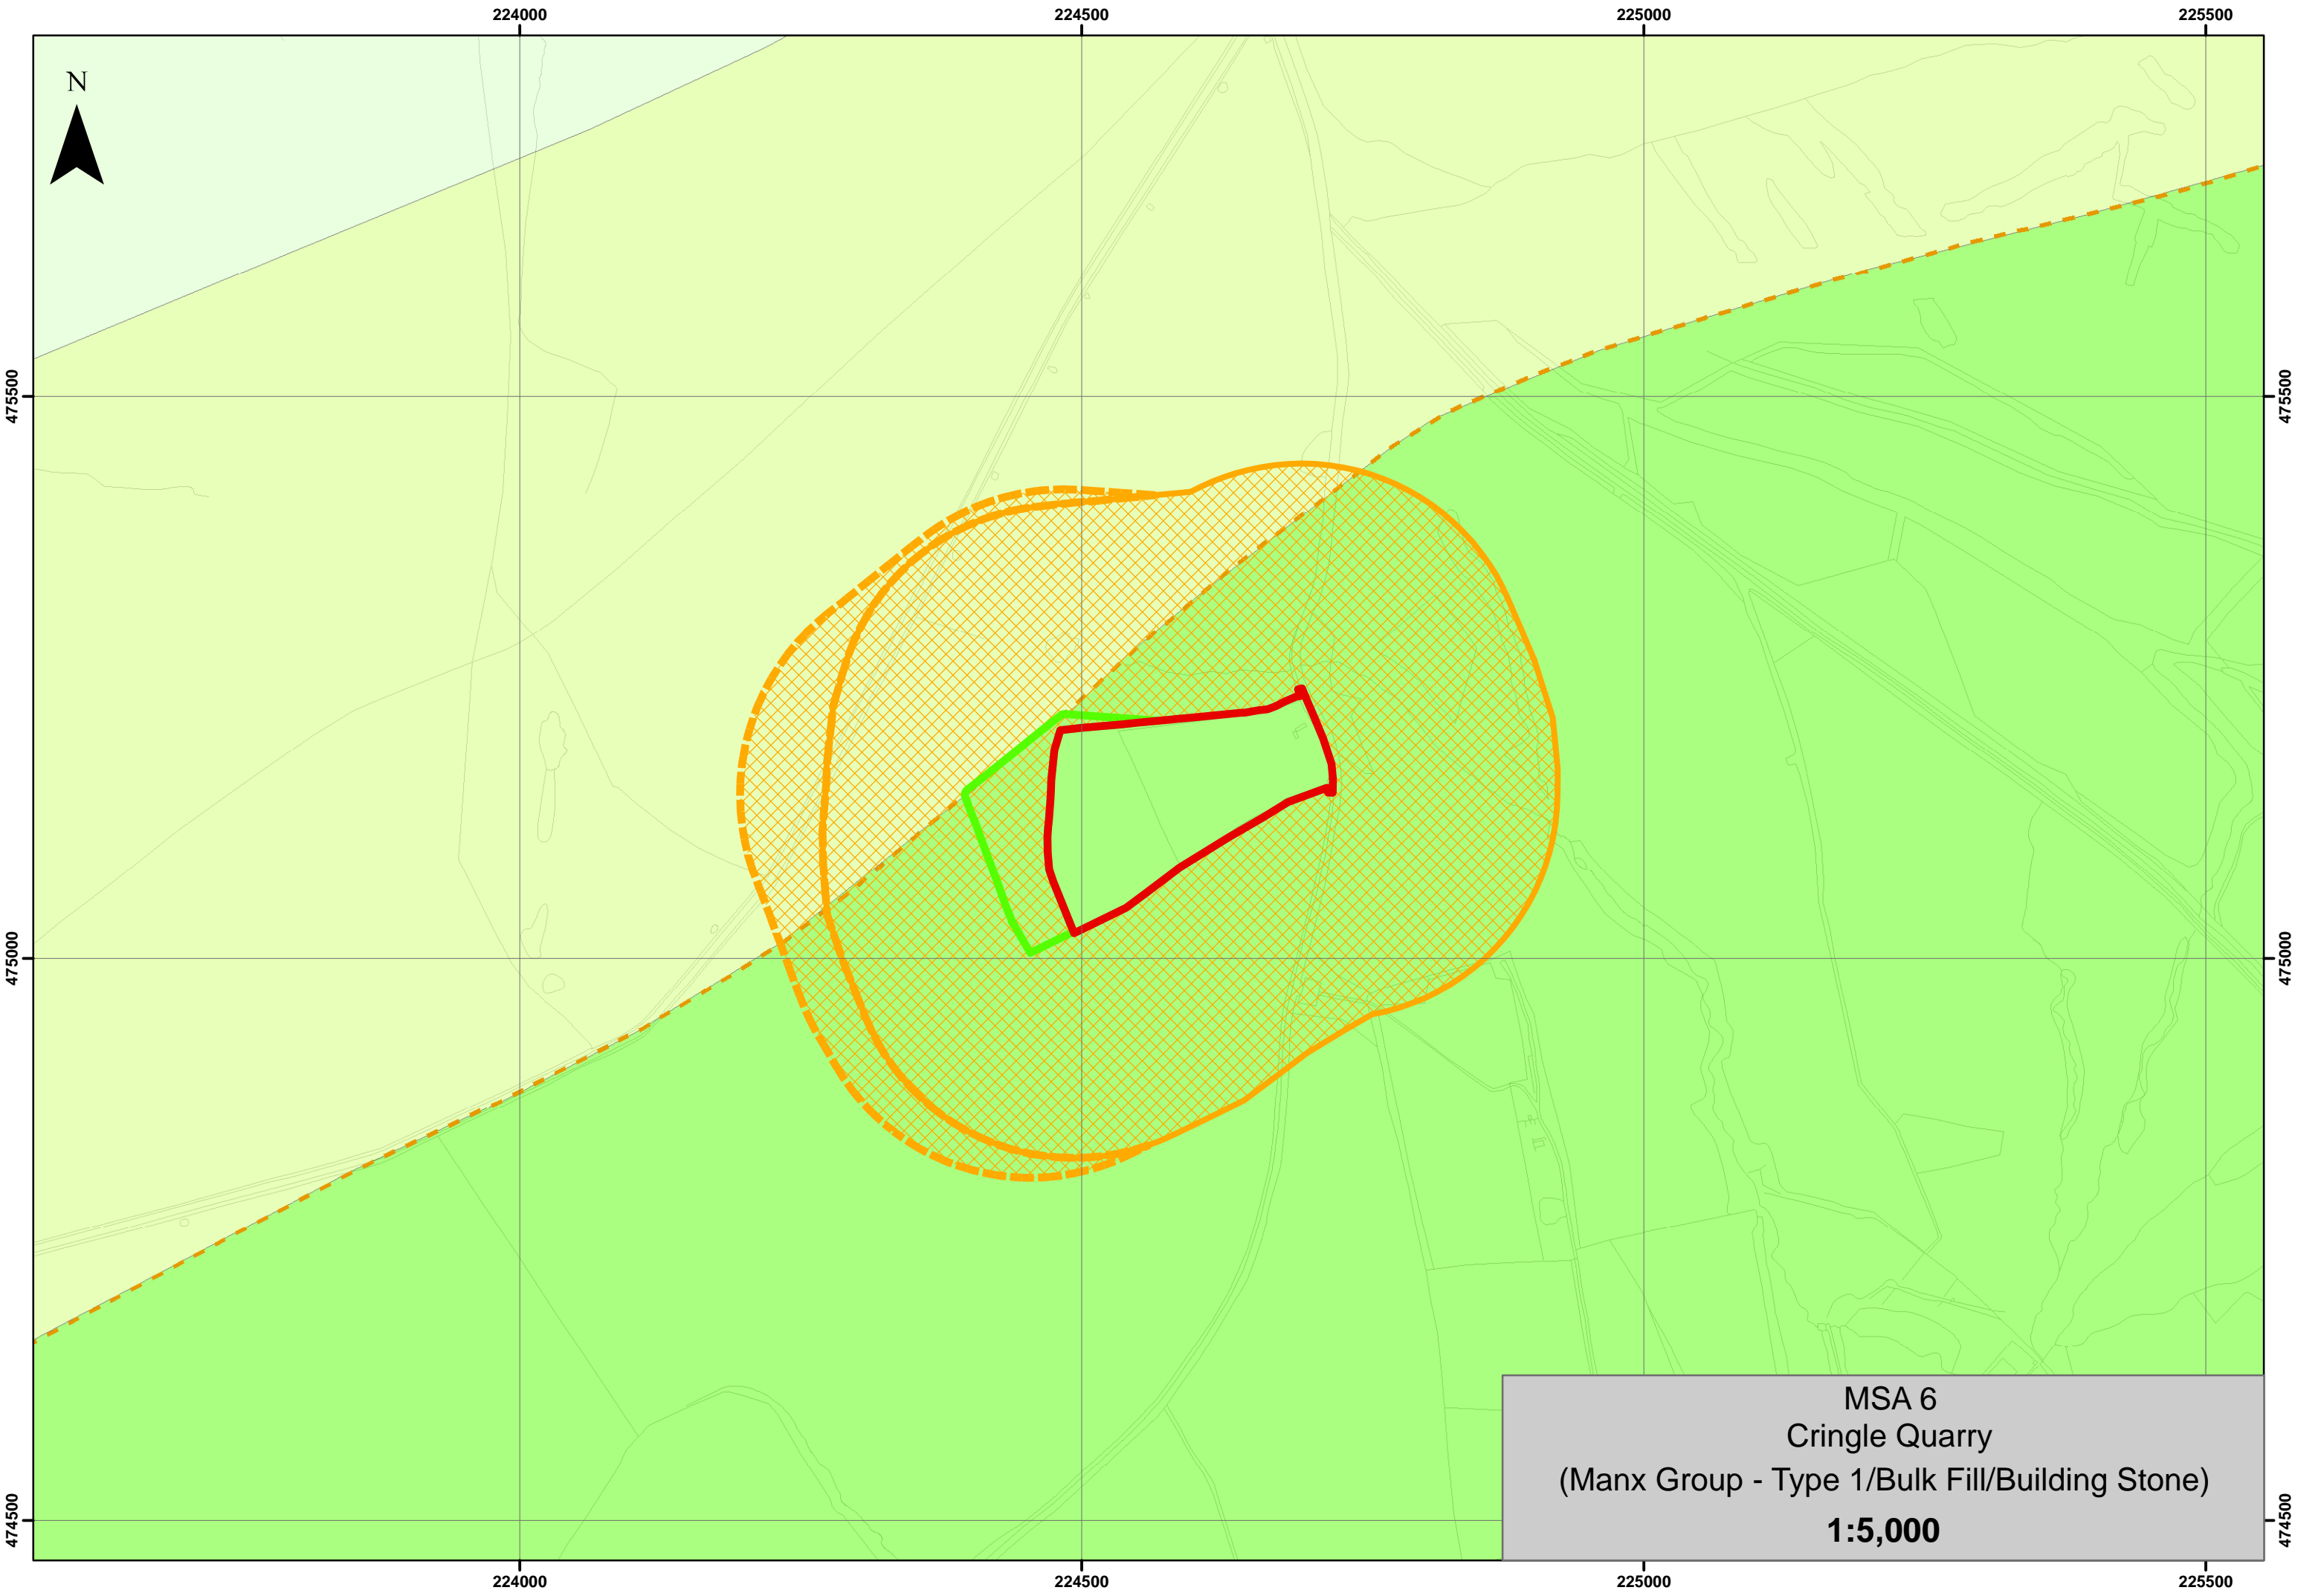 224000 224500 225000 225500
N
475500 475500
475000 475000
474500 474500
MSA 6
Cringle Quarry
(Manx Group - Type 1/Bulk Fill/Building Stone)
1:5,000
224000 224500 225000 225500